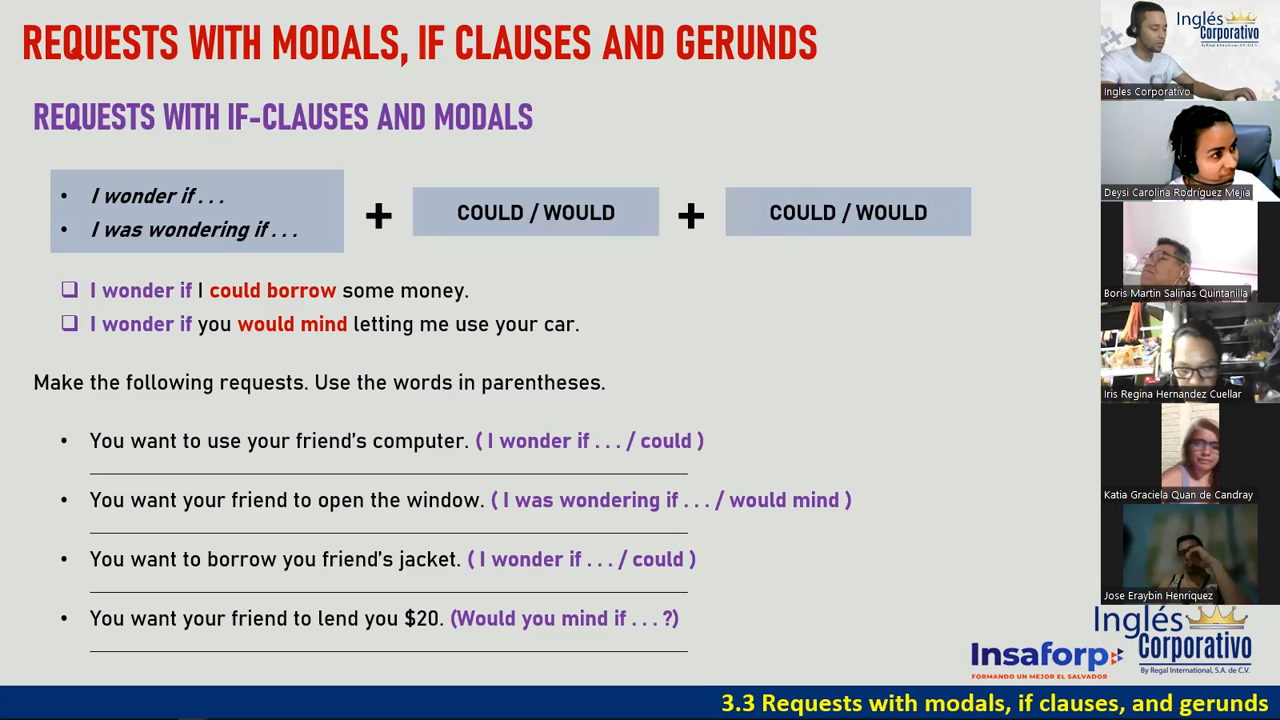 REQUESTS WITH MODALS, IF CLAUSES AND GERUNDS
REQUESTS WITH IF-CLAUSES AND MODALS
• I wonder if . . .
• I was wondering if . . .
+
COULD / WOULD
+
COULD / WOULD
❑ I wonder if I could borrow some money.
❑ I wonder if you would mind letting me use your car.
Make the following requests. Use the words in parentheses.
• You want to use your friend's computer. ( I wonder if . . . / could )
• You want your friend to open the window. ( I was wondering if . . . / would mind )
• You want to borrow you friend's jacket. ( I wonder if . . . / could )
• You want your friend to lend you $20. (Would you mind if . . . ?)
Inglés
Corporativo
By Regal International, S.A. de C.V.
Ingles Corporativo
Deysi Carolina Rodríguez Mejia
Boris Martin Salinas Quintanilla
Iris Regina Hernandez Cuellar
Katia Graciela Quan de Candray
Jose Eraybin Henriquez
Insaforp
FORMANDO UN MEJOR EL SALVADOR
Inglés
Corporativo
By Regal International, S.A. de C.V.
3.3 Requests with modals, if clauses, and gerunds